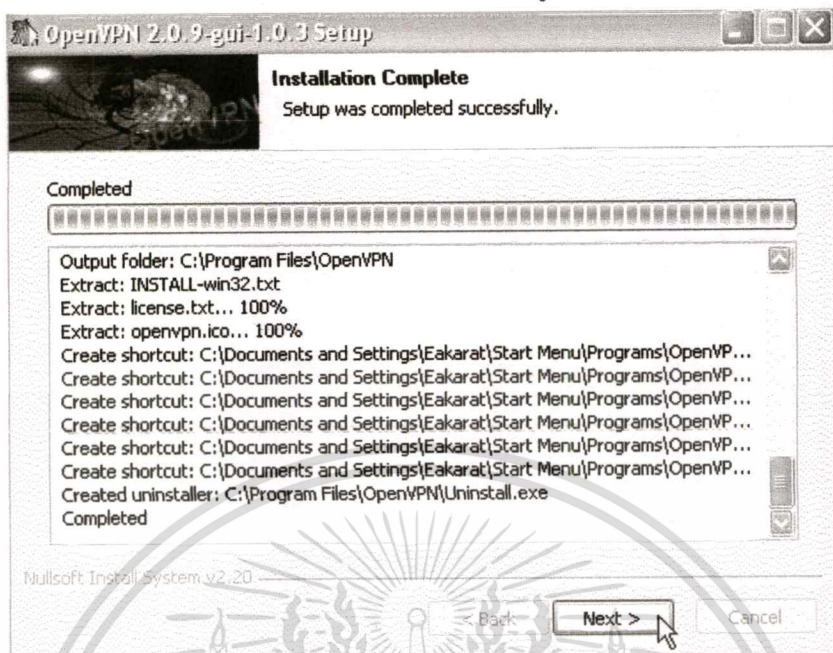 OpenVPN 2.0.9-gui-1.0.3 Setup
Installation Complete
Setup was completed successfully.
OpenVPN
Completed
Output folder: C:\Program Files\OpenVPN
Extract: INSTALL-win32.txt
Extract: license.txt... 100%
Extract: openvpn.ico... 100%
Create shortcut: C:\Documents and Settings\Eakarat\Start Menu\Programs\OpenVP...
Create shortcut: C:\Documents and Settings\Eakarat\Start Menu\Programs\OpenVP...
Create shortcut: C:\Documents and Settings\Eakarat\Start Menu\Programs\OpenVP...
Create shortcut: C:\Documents and Settings\Eakarat\Start Menu\Programs\OpenVP...
Create shortcut: C:\Documents and Settings\Eakarat\Start Menu\Programs\OpenVP...
Create shortcut: C:\Documents and Settings\Eakarat\Start Menu\Programs\OpenVP...
Created uninstaller: C:\Program Files\OpenVPN\Uninstall.exe
Completed
Nullsoft Install System v2.20
< Back Next > Cancel